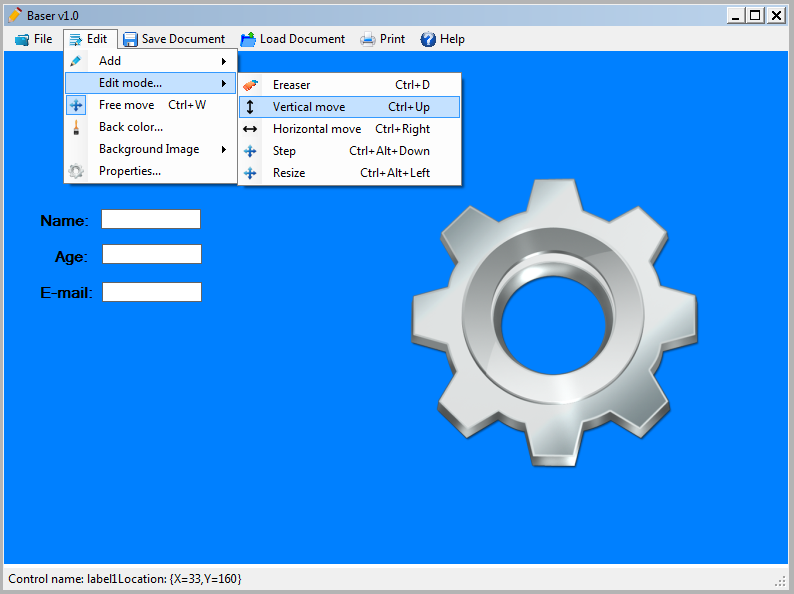 Baser v1.0
File Edit Save Document Load Document Print Help
Add
Edit mode...
Free move Ctrl+W
Back color...
Background Image
Properties...
Ereaser Ctrl+D
Vertical move Ctrl+Up
Horizontal move Ctrl+Right
Step Ctrl+Alt+Down
Resize Ctrl+Alt+Left
Name:
Age:
E-mail:
Control name: label1Location: {X=33,Y=160}